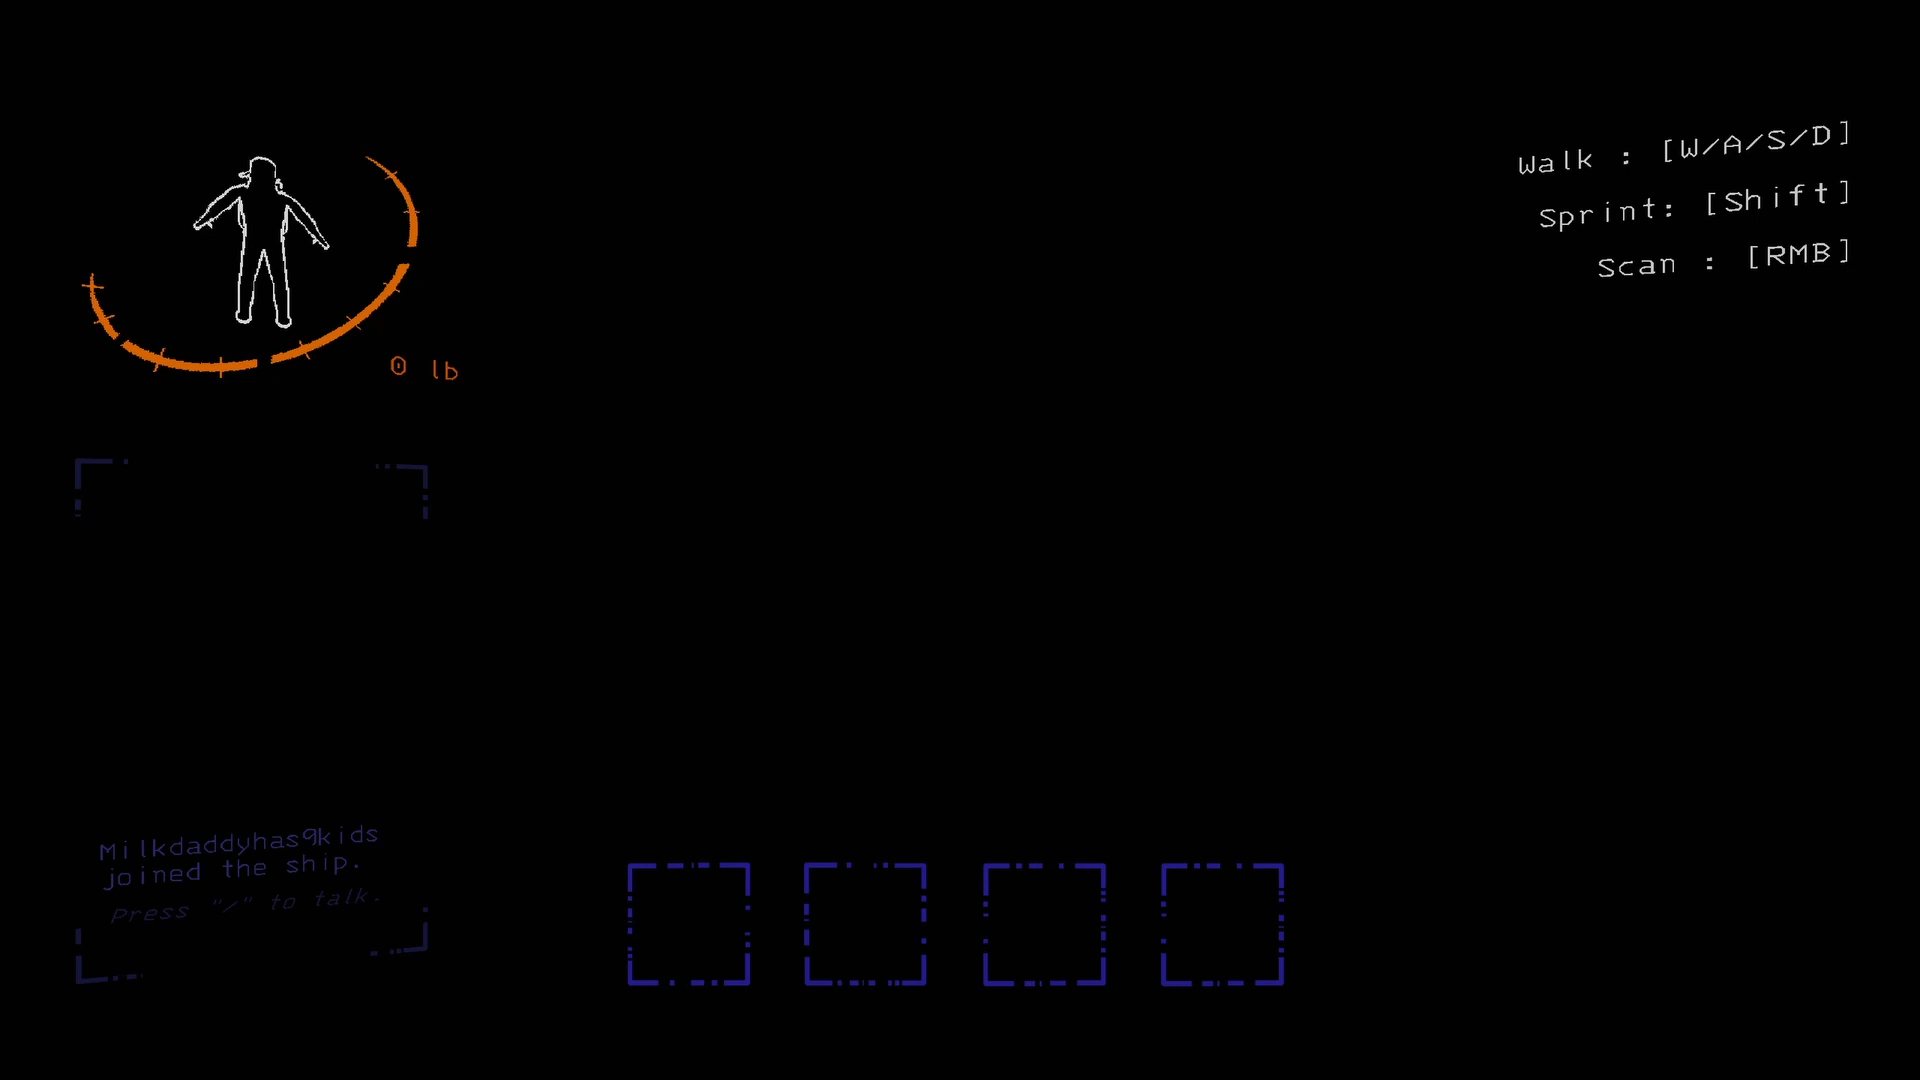 Walk : [W/A/S/D]
Sprint: [Shift]
Scan : [RMB]
0 lb
Milkdaddyhas9kids
joined the ship.
Press "/" to talk.